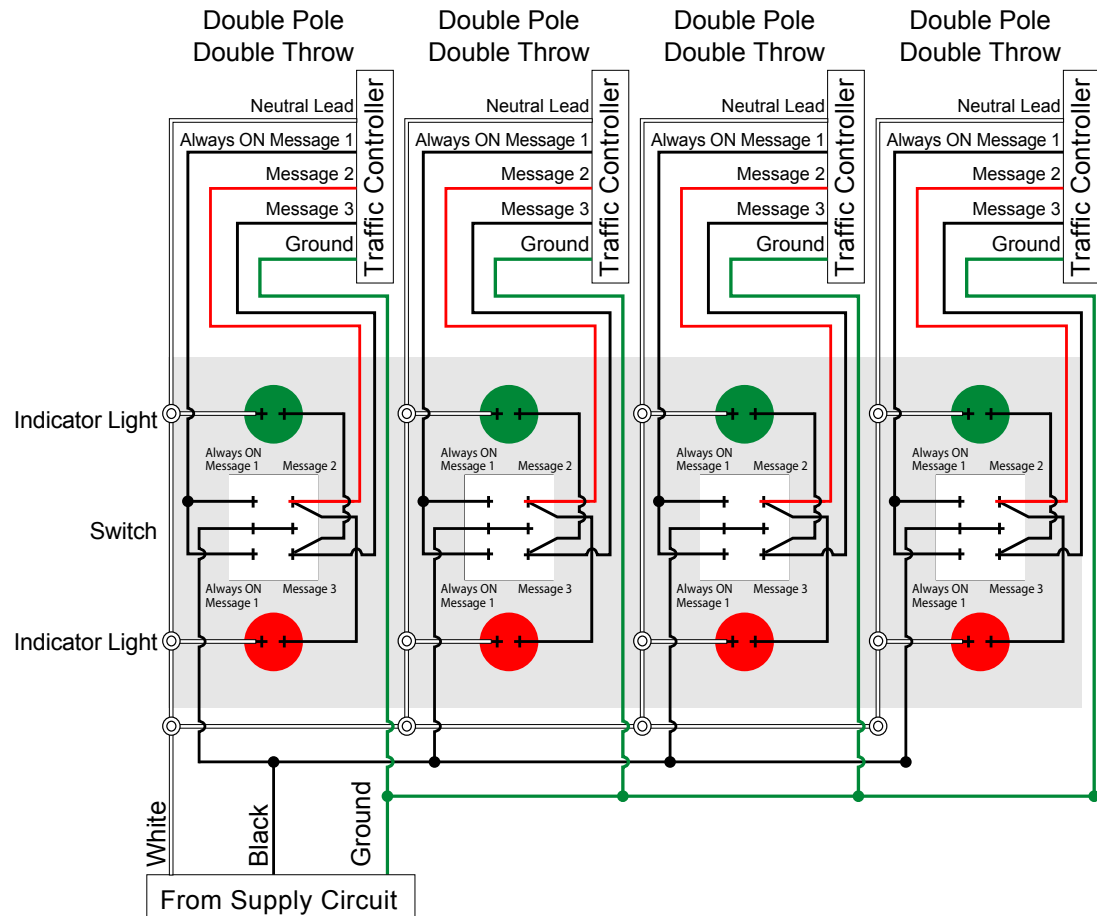 Double Pole
Double Throw
Double Pole
Double Throw
Double Pole
Double Throw
Double Pole
Double Throw
Neutral Lead
Always ON Message 1
Message 2
Message 3
Ground
Traffic Controller
Neutral Lead
Always ON Message 1
Message 2
Message 3
Ground
Traffic Controller
Neutral Lead
Always ON Message 1
Message 2
Message 3
Ground
Traffic Controller
Neutral Lead
Always ON Message 1
Message 2
Message 3
Ground
Traffic Controller
Indicator Light
Switch
Indicator Light
Always ON
Message 1
Message 2
Always ON
Message 1
Message 3
Always ON
Message 1
Message 2
Always ON
Message 1
Message 3
Always ON
Message 1
Message 2
Always ON
Message 1
Message 3
Always ON
Message 1
Message 2
Always ON
Message 1
Message 3
White
Black
Ground
From Supply Circuit